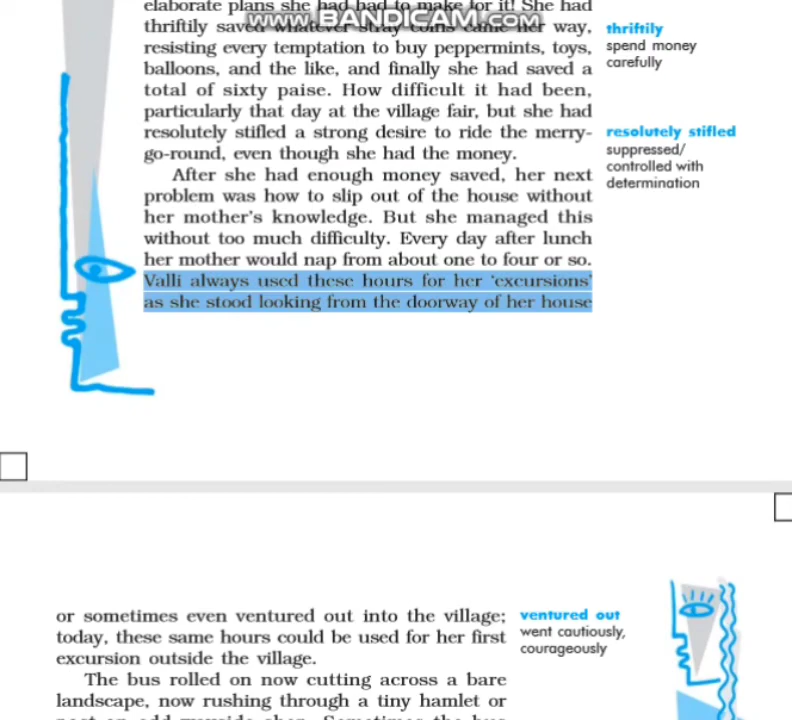 elaborate plans she had had to make for it! She had
www.BANDICAM.com
thriftily saved whatever stray coins came her way,
resisting every temptation to buy peppermints, toys,
balloons, and the like, and finally she had saved a
total of sixty paise. How difficult it had been,
particularly that day at the village fair, but she had
resolutely stifled a strong desire to ride the merry-
go-round, even though she had the money.
After she had enough money saved, her next
problem was how to slip out of the house without
her mother's knowledge. But she managed this
without too much difficulty. Every day after lunch
her mother would nap from about one to four or so.
Valli always used these hours for her 'excursions'
as she stood looking from the doorway of her house
thriftily
spend money
carefully
resolutely stifled
suppressed/
controlled with
determination
or sometimes even ventured out into the village;
today, these same hours could be used for her first
excursion outside the village.
The bus rolled on now cutting across a bare
landscape, now rushing through a tiny hamlet or
ventured out
went cautiously,
courageously